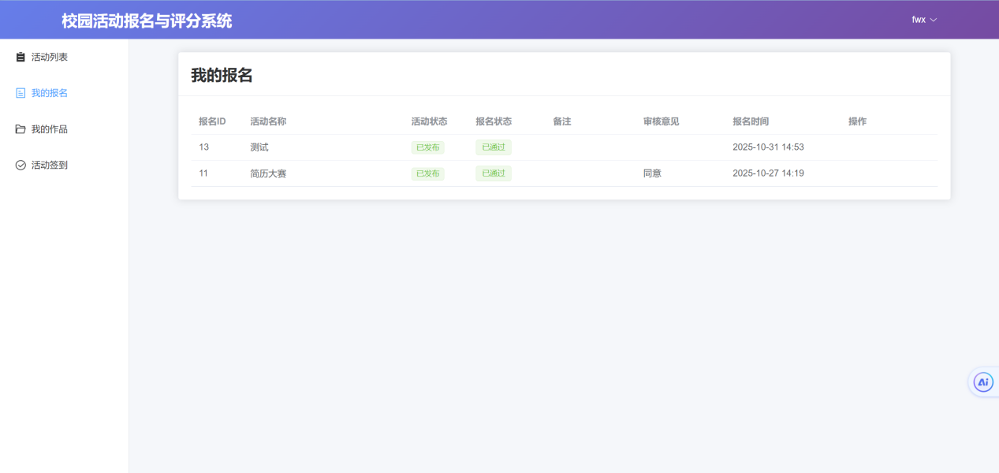 校园活动报名与评分系统
fwx
活动列表
我的报名
我的作品
活动签到
我的报名
报名ID 活动名称 活动状态 报名状态 备注 审核意见 报名时间 操作
13 测试 已发布 已通过 2025-10-31 14:53
11 简历大赛 已发布 已通过 同意 2025-10-27 14:19
Ai